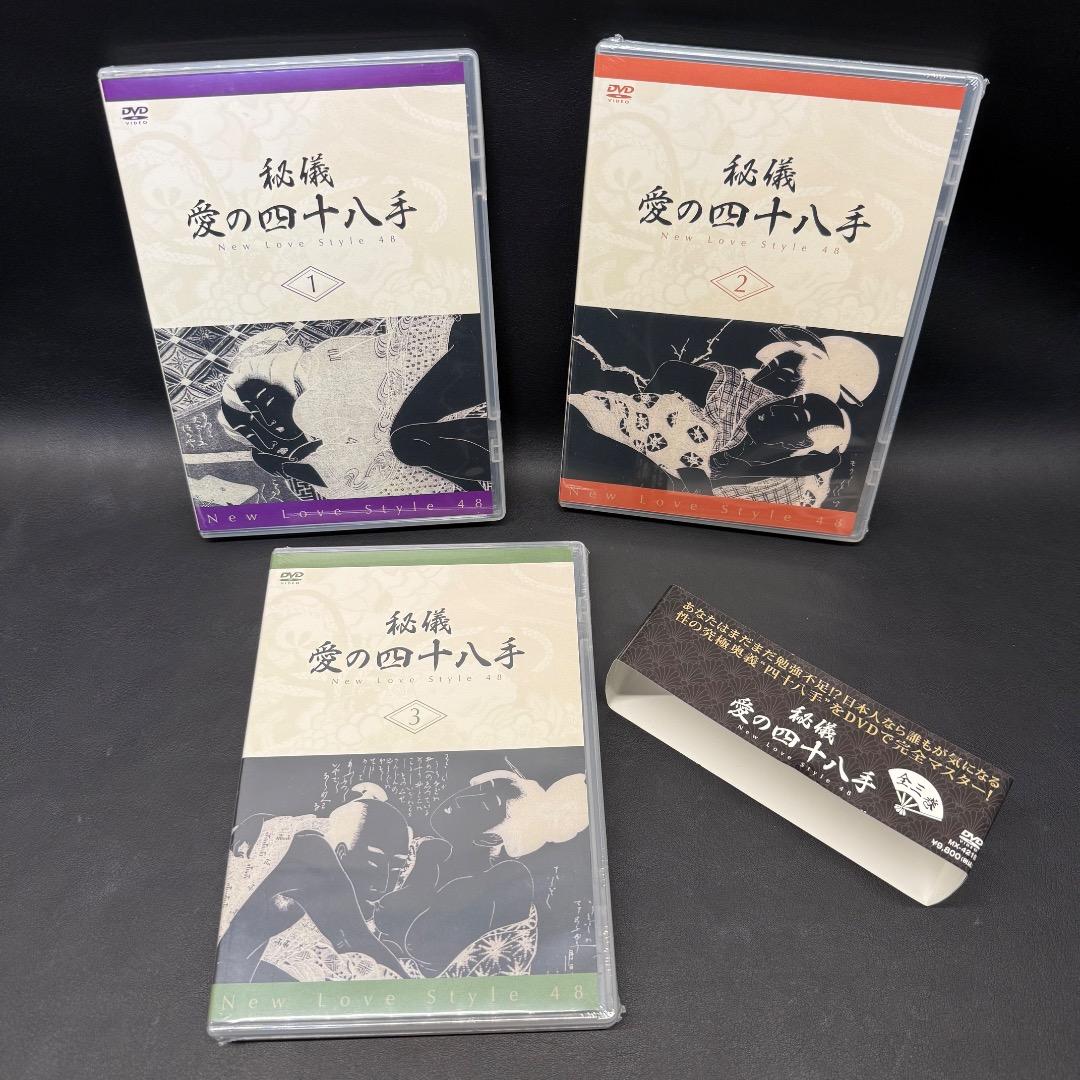 DVD
VIDEO
秘儀
愛の四十八手
New Love Style 48
1
New Love Style 48
DVD
VIDEO
秘儀
愛の四十八手
New Love Style 48
2
New Love Style 48
DVD
VIDEO
秘儀
愛の四十八手
New Love Style 48
3
New Love Style 48
あなたはまだまだ勉強不足!?日本人なら誰もが気になる
性の究極奥義"四十八手"をDVDで完全マスター!
秘儀
愛の四十八手
New Love Style 48
全三巻
DVD
VIDEO
¥9,800